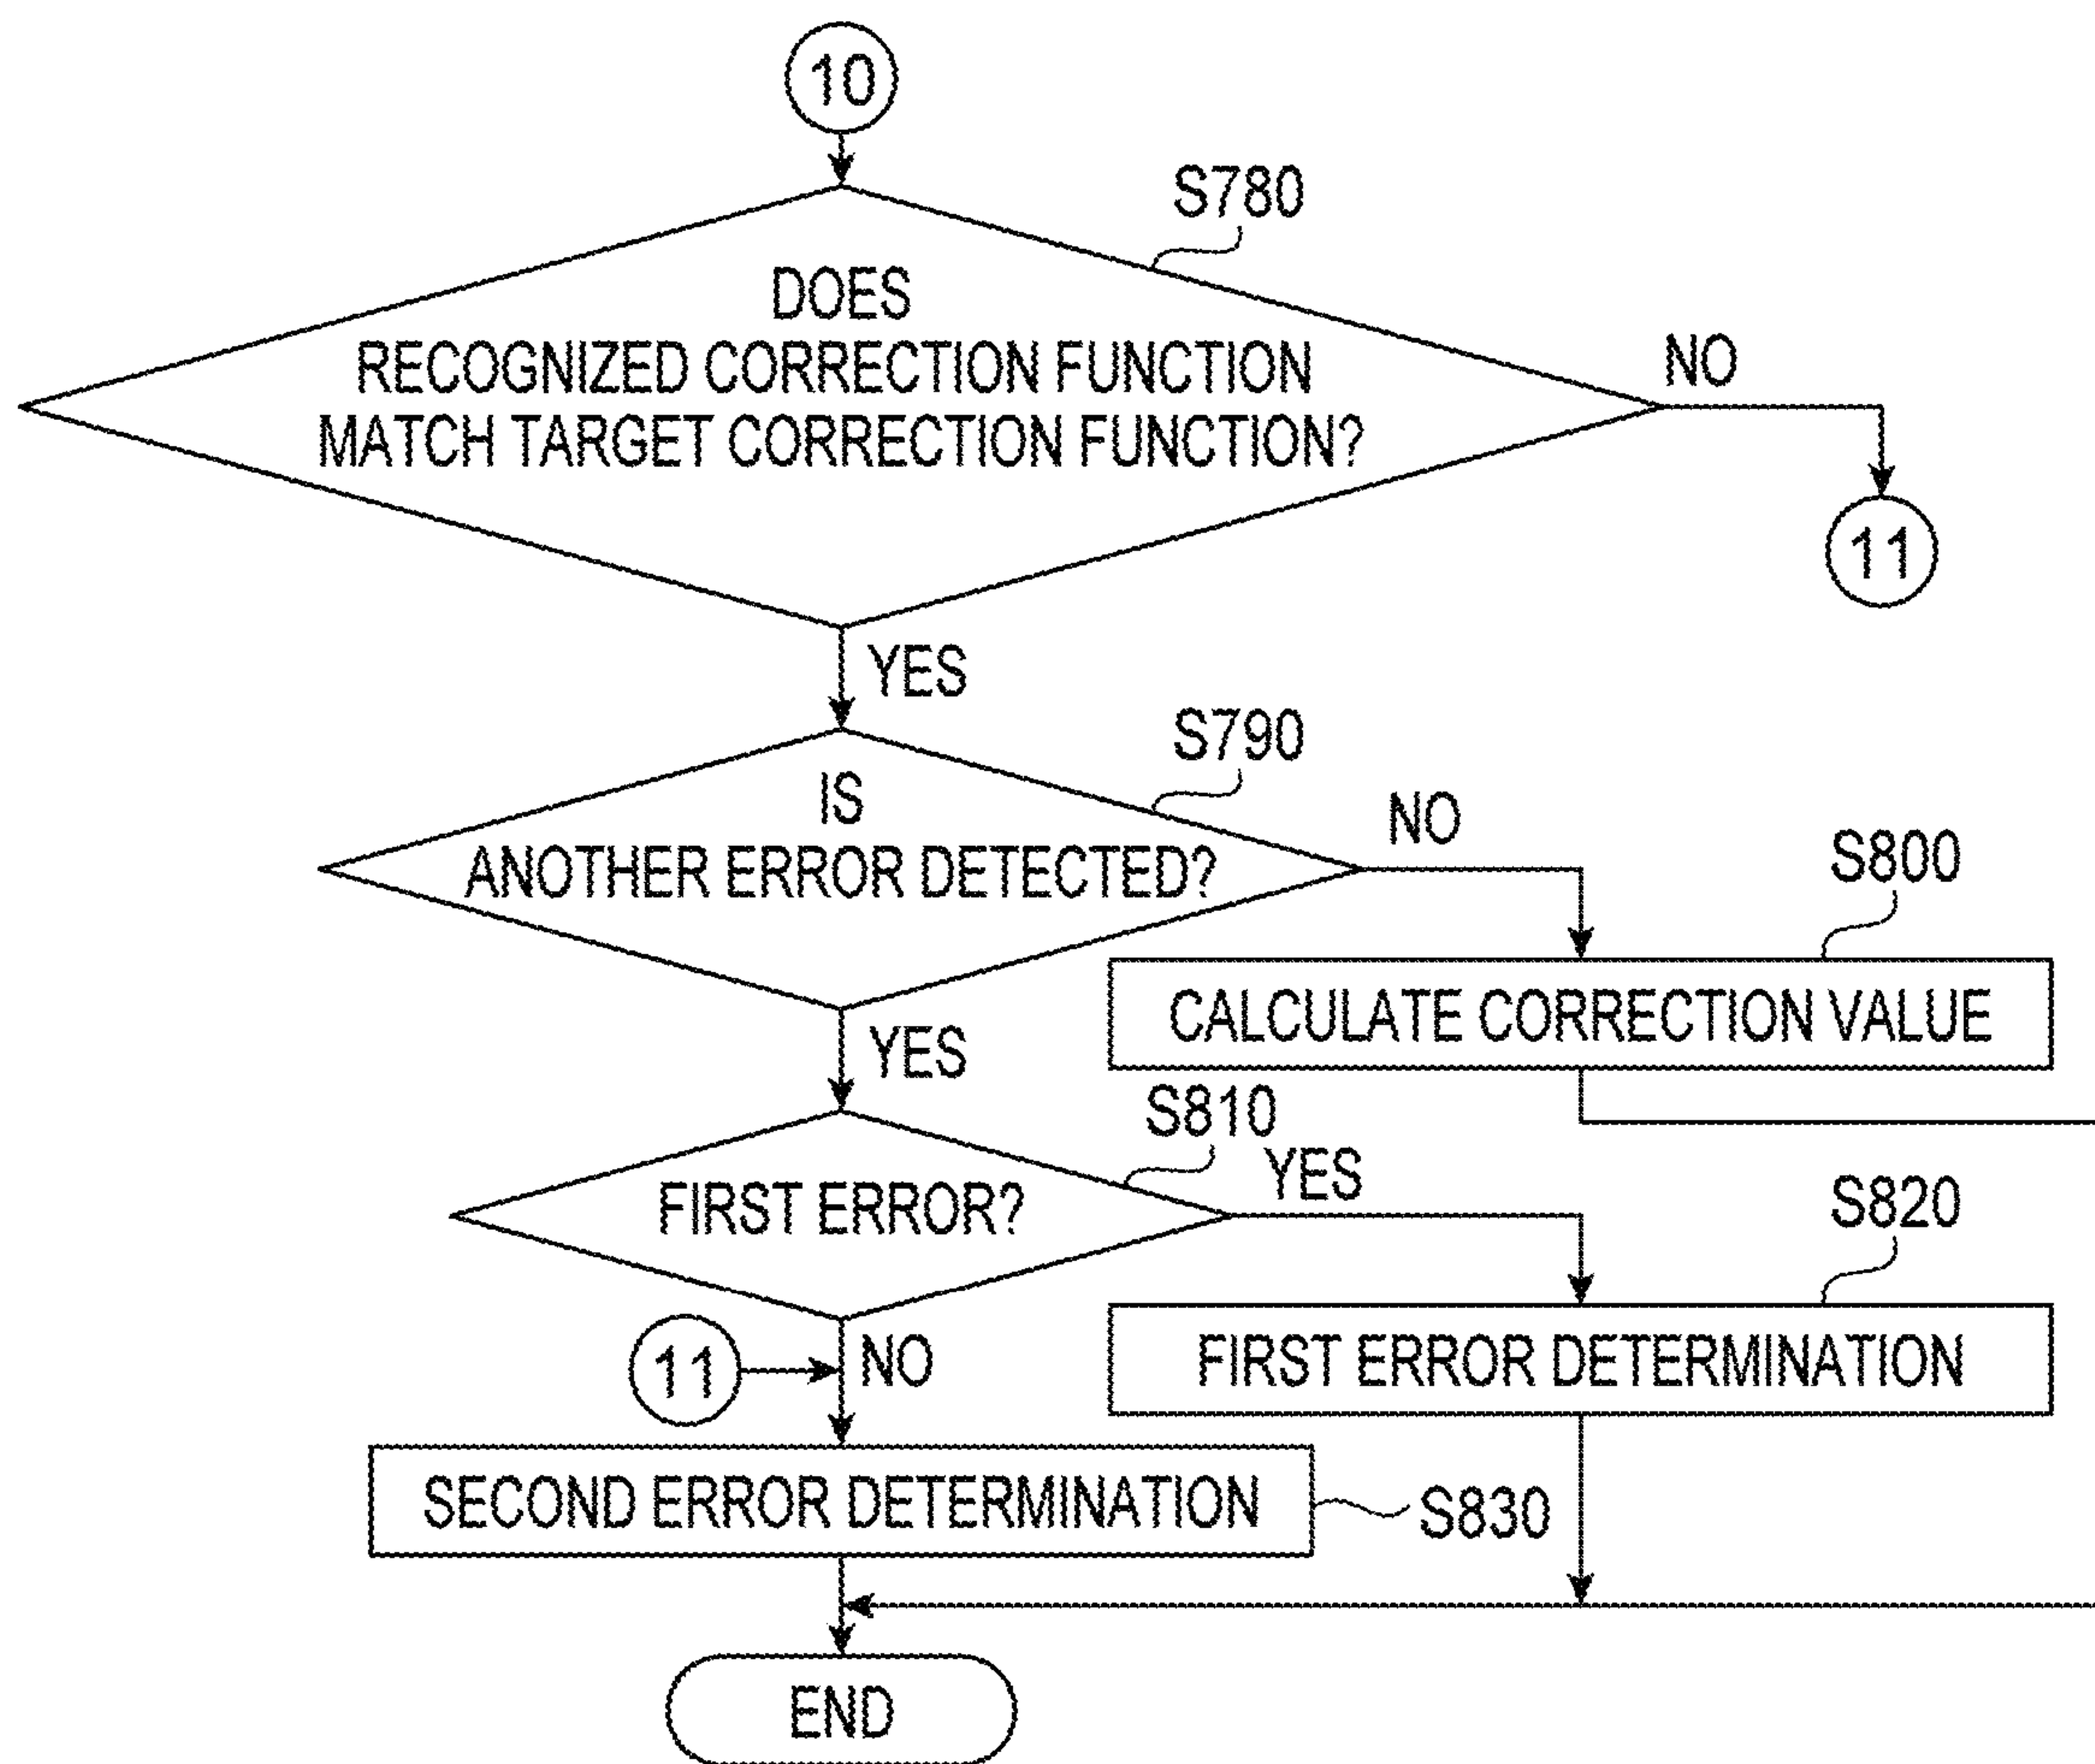 10
S780
DOES
RECOGNIZED CORRECTION FUNCTION
MATCH TARGET CORRECTION FUNCTION?
NO
11
YES
S790
IS
ANOTHER ERROR DETECTED?
NO
S800
CALCULATE CORRECTION VALUE
YES
S810
FIRST ERROR?
YES
S820
FIRST ERROR DETERMINATION
11
NO
SECOND ERROR DETERMINATION
S830
END